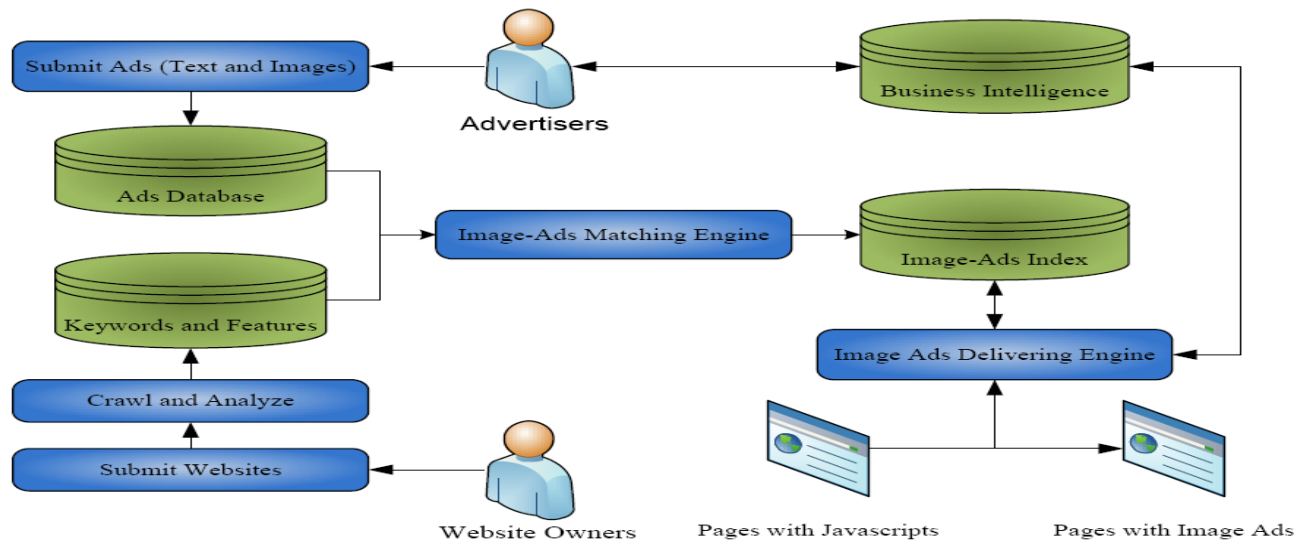 Submit Ads (Text and Images)
Advertisers
Business Intelligence
Ads Database
Image-Ads Matching Engine
Image-Ads Index
Keywords and Features
Image Ads Delivering Engine
Crawl and Analyze
Submit Websites
Website Owners
Pages with Javascripts
Pages with Image Ads